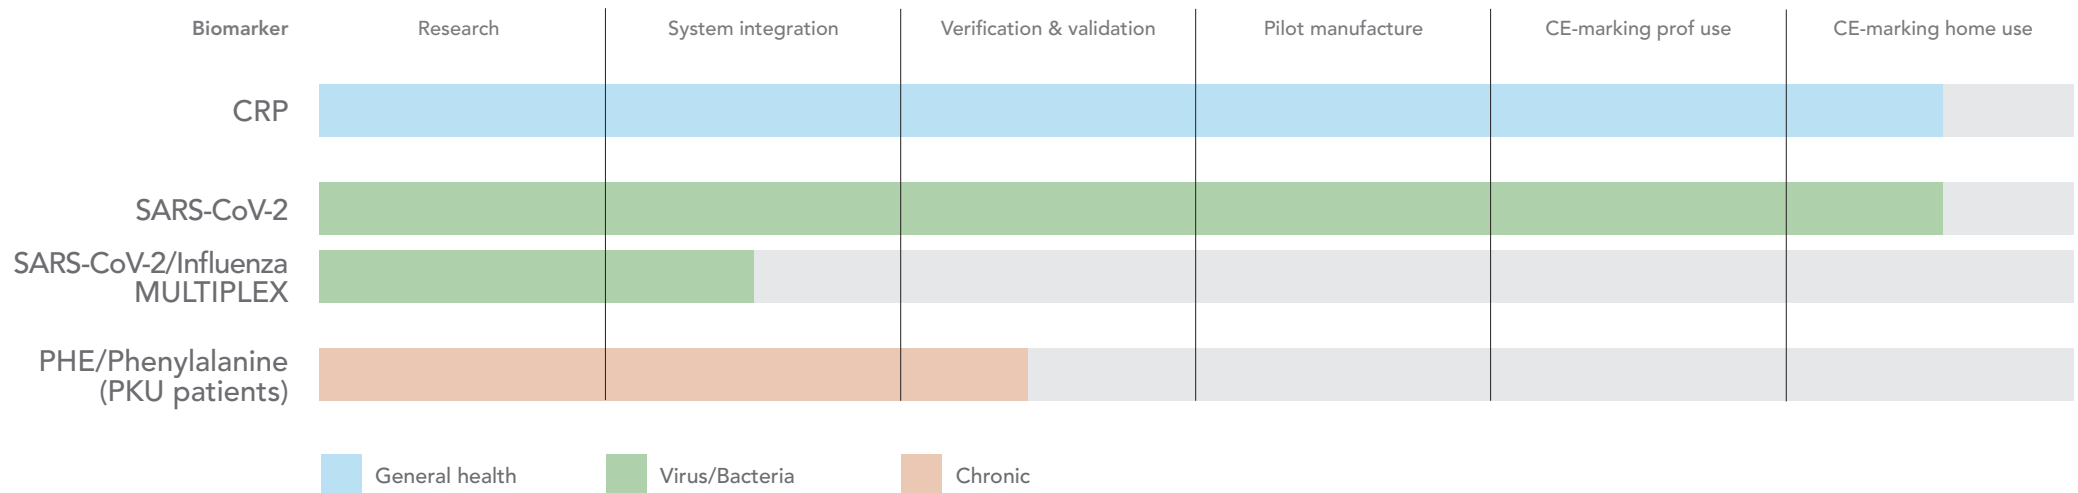 Biomarker Research System integration Verification & validation Pilot manufacture CE-marking prof use CE-marking home use
CRP
SARS-CoV-2
SARS-CoV-2/Influenza
MULTIPLEX
PHE/Phenylalanine
(PKU patients)
General health Virus/Bacteria Chronic